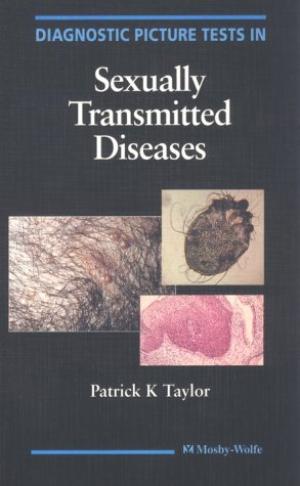 DIAGNOSTIC PICTURE TESTS IN
Sexually
Transmitted
Diseases
Patrick K Taylor
M Mosby-Wolfe